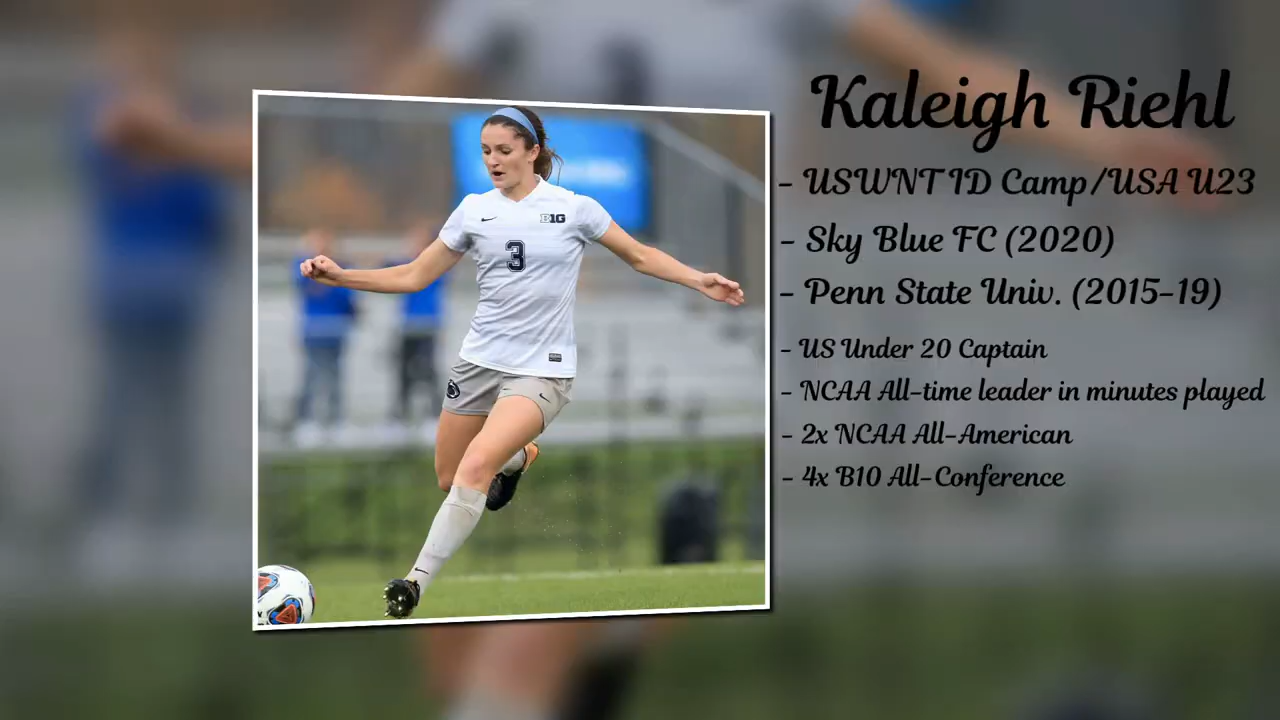 Kaleigh Riehl
- USWNT ID Camp/USA U23
- Sky Blue FC (2020)
- Penn State Univ. (2015-19)
- US Under 20 Captain
- NCAA All-time leader in minutes played
- 2x NCAA All-American
- 4x B10 All-Conference
B1G
3